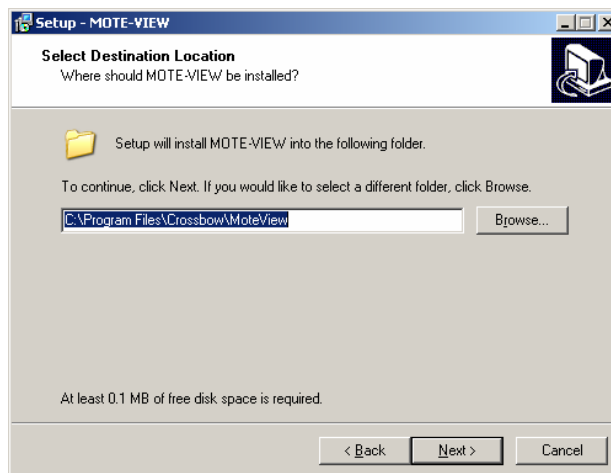 Setup - MOTE-VIEW
Select Destination Location
Where should MOTE-VIEW be installed?
Setup will install MOTE-VIEW into the following folder.
To continue, click Next. If you would like to select a different folder, click Browse.
C:\Program Files\Crossbow\MoteView
Browse...
At least 0.1 MB of free disk space is required.
< Back
Next >
Cancel